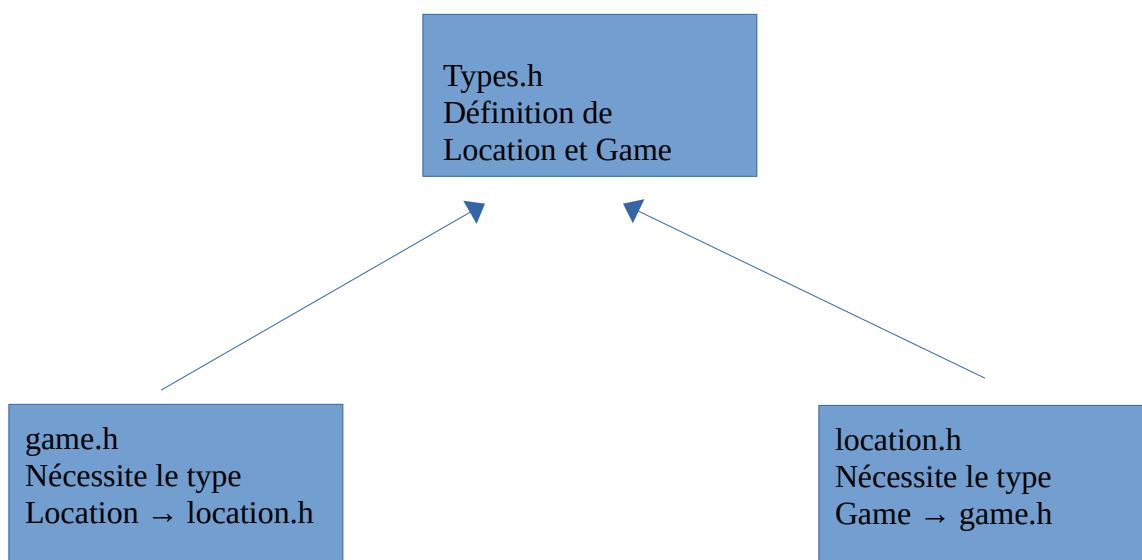 Types.h
Définition de
Location et Game
game.h
Nécessite le type
Location → location.h
location.h
Nécessite le type
Game → game.h